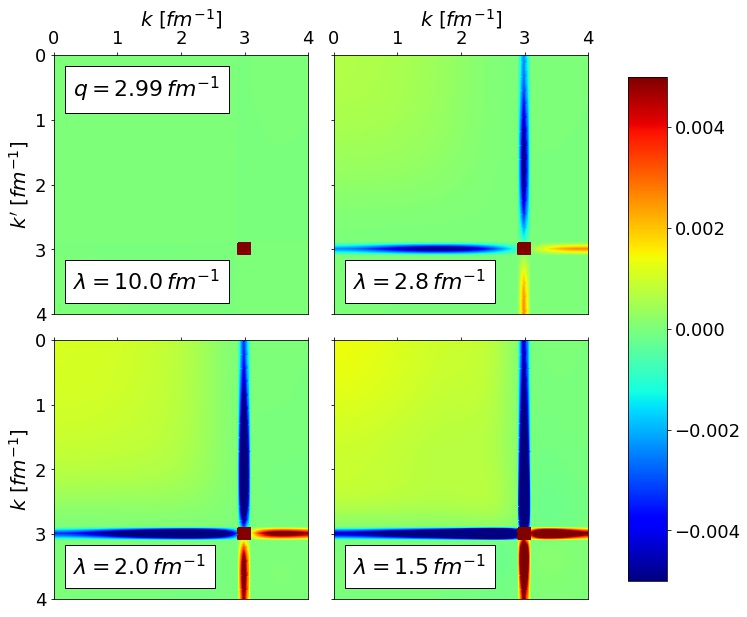 k [fm⁻¹] k [fm⁻¹]
0 1 2 3 4 0 1 2 3 4
0
q = 2.99 fm⁻¹
1
k′ [fm⁻¹]
2
3
λ = 10.0 fm⁻¹ λ = 2.8 fm⁻¹
4
0
1
k [fm⁻¹]
2
3
λ = 2.0 fm⁻¹ λ = 1.5 fm⁻¹
4
0.004
0.002
0.000
−0.002
−0.004